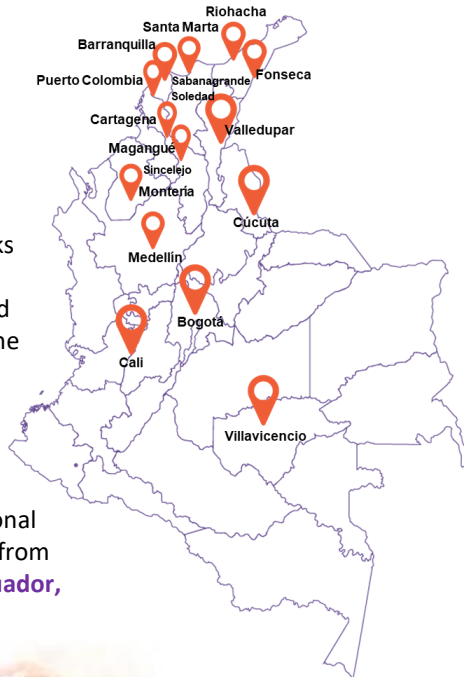 Riohacha
Santa Marta
Barranquilla
Fonseca
Puerto Colombia
Sabanagrande
Soledad
Cartagena
Valledupar
Magangué
Sincelejo
Montería
Cúcuta
Medellín
Bogotá
Cali
Villavicencio
ks
d
ne
onal
from
uador,